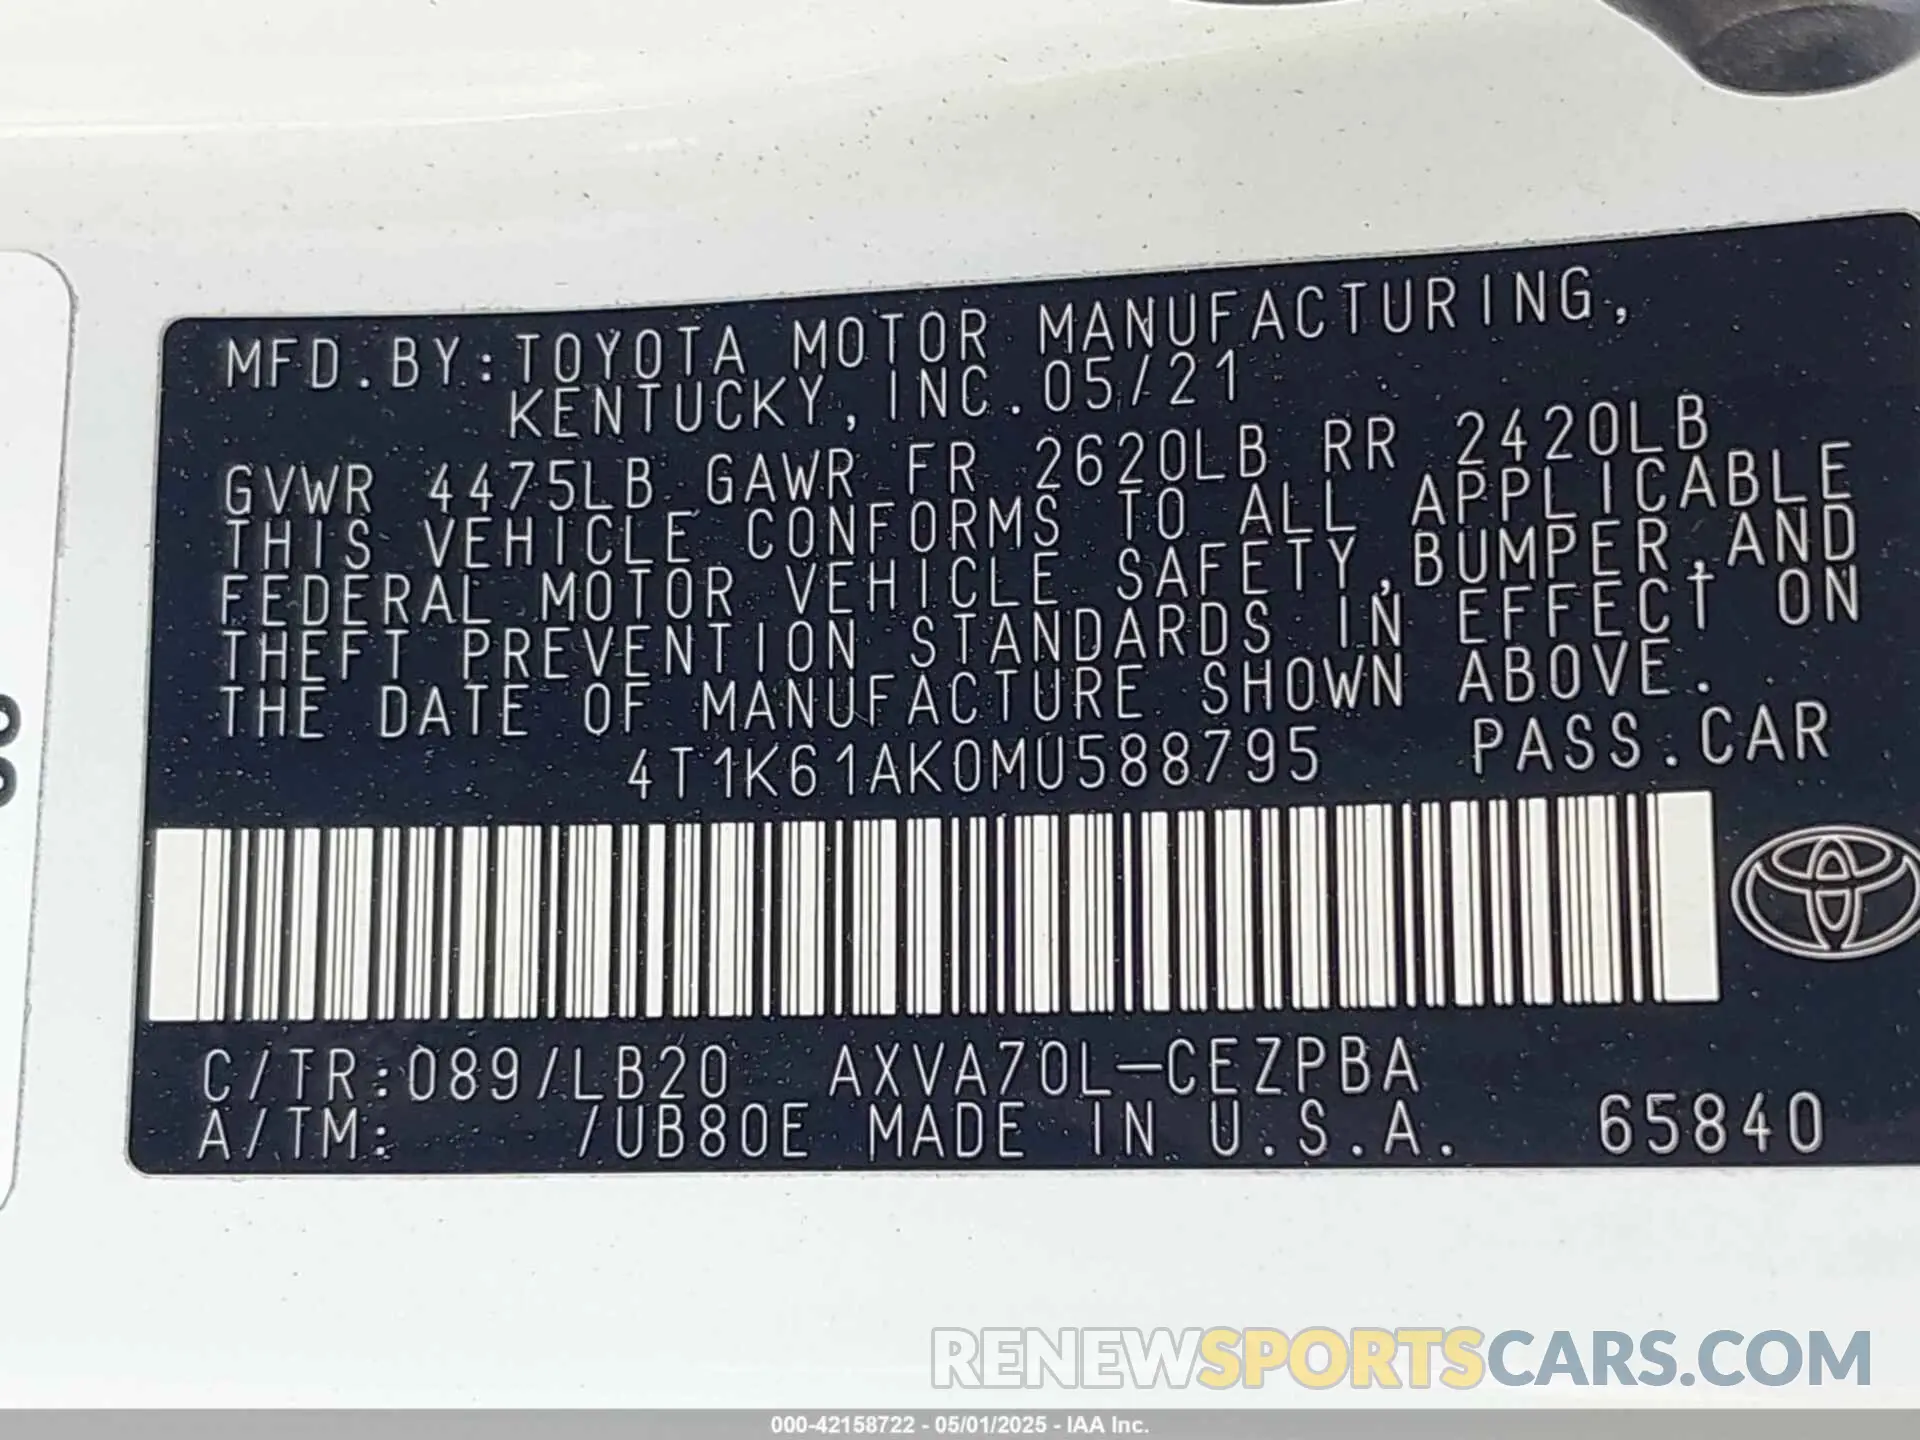 MFD.BY:TOYOTA MOTOR MANUFACTURING,
KENTUCKY,INC.05/21
GVWR 4475LB GAWR FR 2620LB RR 2420LB
THIS VEHICLE CONFORMS TO ALL APPLICABLE
FEDERAL MOTOR VEHICLE SAFETY,BUMPER,AND
THEFT PREVENTION STANDARDS IN EFFECT ON
THE DATE OF MANUFACTURE SHOWN ABOVE.
4T1K61AK0MU588795 PASS.CAR
C/TR:089/LB20 AXVA70L-CEZPBA
A/TM: /UB80E MADE IN U.S.A. 65840
RENEWSPORTSCARS.COM
000-42158722 - 05/01/2025 - IAA Inc.